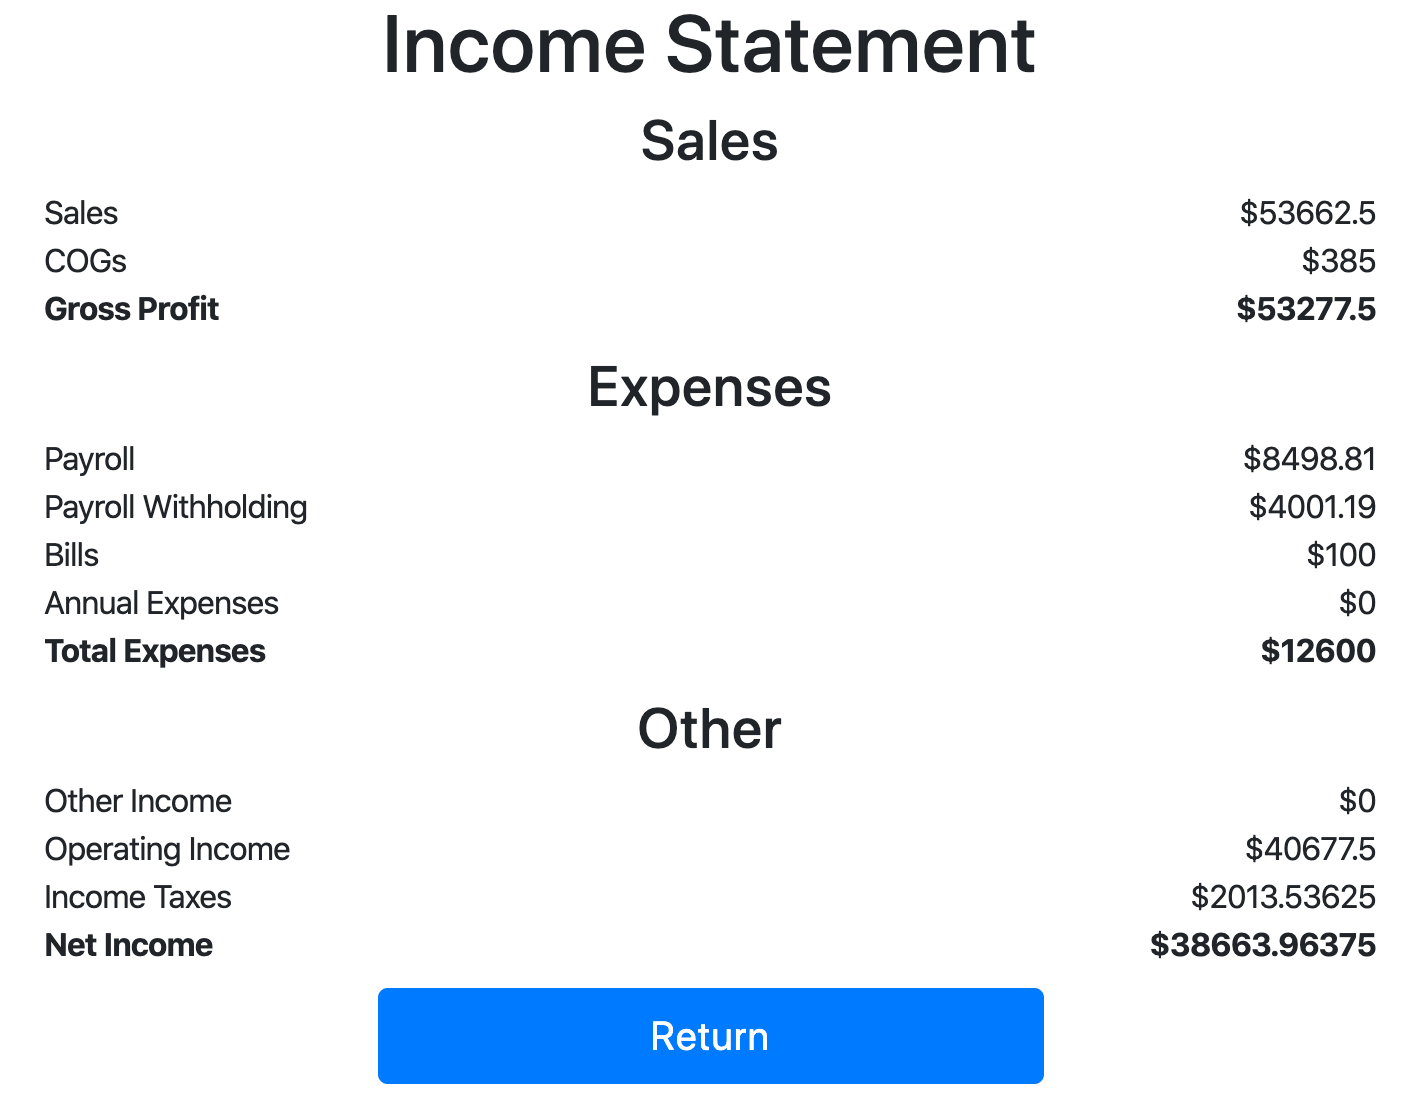 Income Statement
Sales
Sales $53662.5
COGs $385
Gross Profit $53277.5
Expenses
Payroll $8498.81
Payroll Withholding $4001.19
Bills $100
Annual Expenses $0
Total Expenses $12600
Other
Other Income $0
Operating Income $40677.5
Income Taxes $2013.53625
Net Income $38663.96375
Return